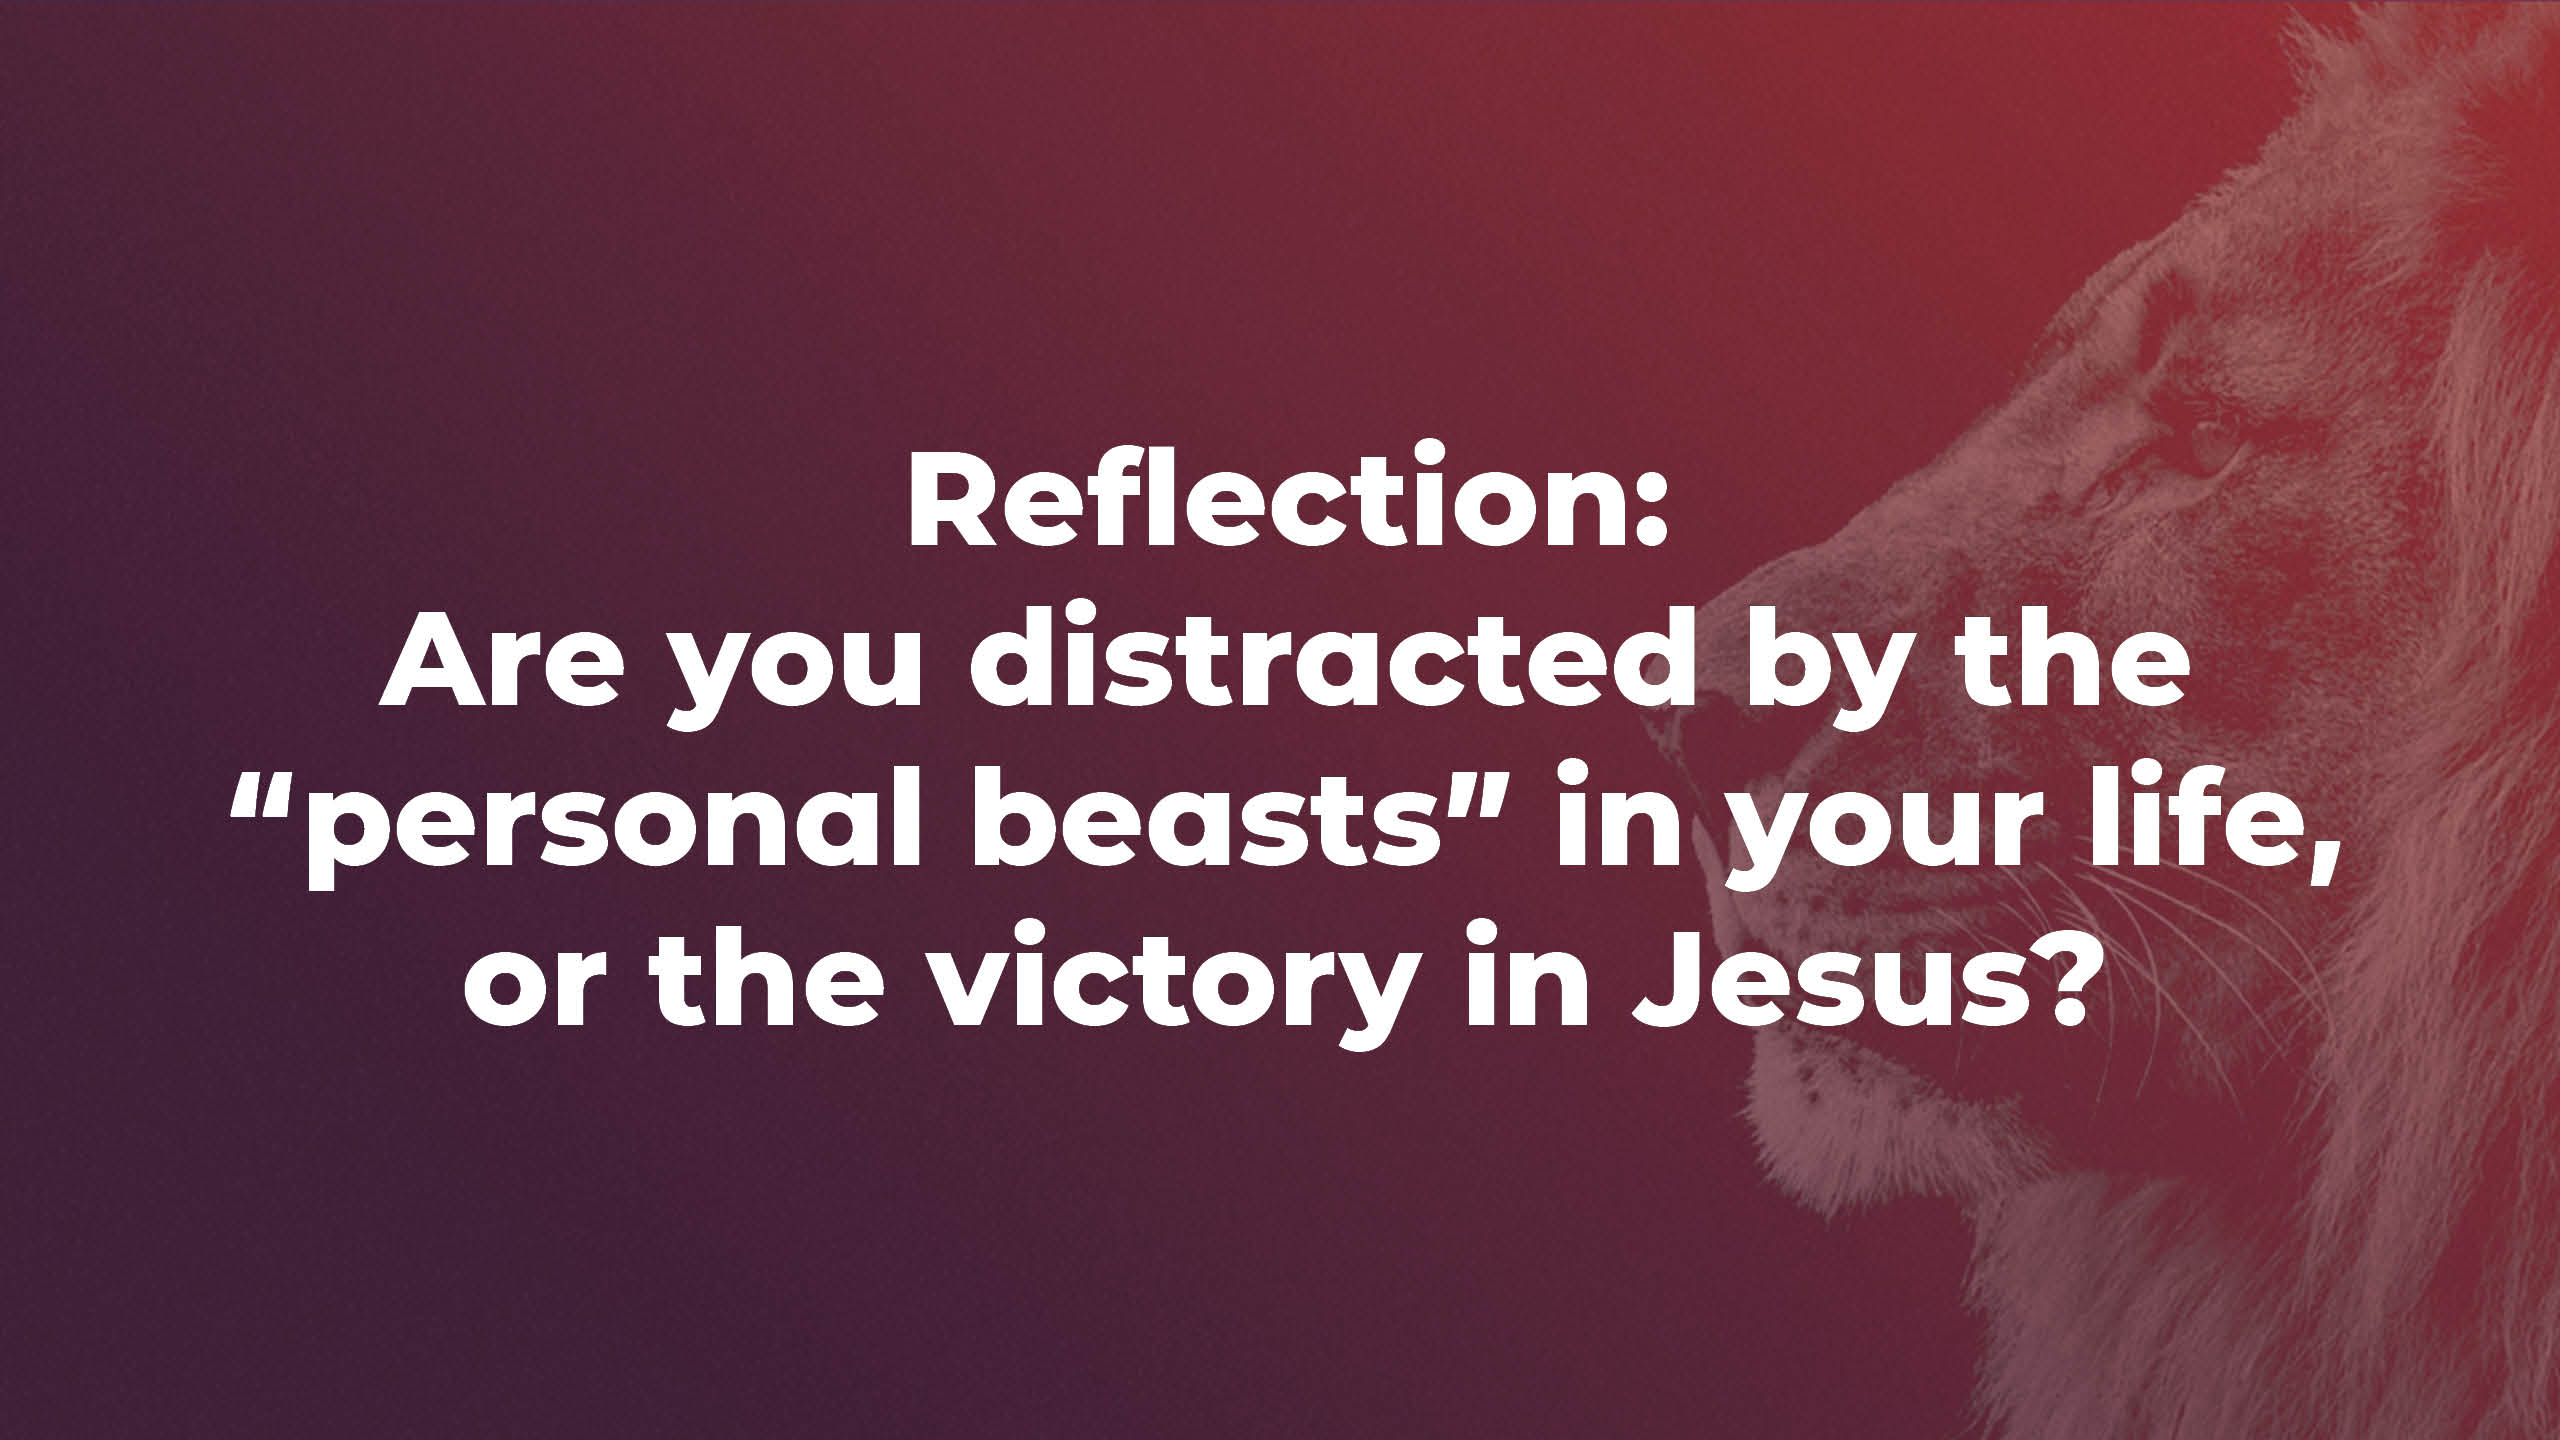 Reflection:
Are you distracted by the
“personal beasts” in your life,
or the victory in Jesus?